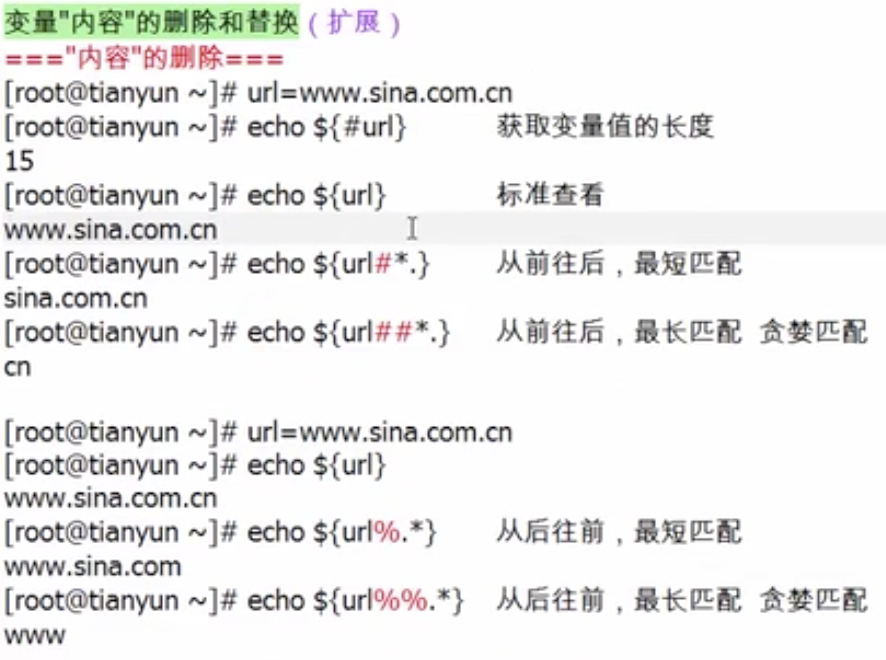 变量"内容"的删除和替换（扩展）
==="内容"的删除===
[root@tianyun ~]# url=www.sina.com.cn
[root@tianyun ~]# echo ${#url} 获取变量值的长度
15
[root@tianyun ~]# echo ${url} 标准查看
www.sina.com.cn
[root@tianyun ~]# echo ${url#*.} 从前往后，最短匹配
sina.com.cn
[root@tianyun ~]# echo ${url##*.} 从前往后，最长匹配 贪婪匹配
cn
[root@tianyun ~]# url=www.sina.com.cn
[root@tianyun ~]# echo ${url}
www.sina.com.cn
[root@tianyun ~]# echo ${url%.*} 从后往前，最短匹配
www.sina.com
[root@tianyun ~]# echo ${url%%.*} 从后往前，最长匹配 贪婪匹配
www